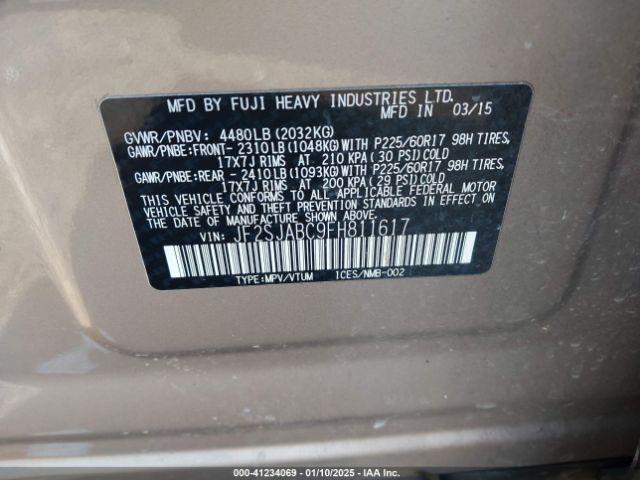 MFD BY FUJI HEAVY INDUSTRIES LTD.
MFD IN 03/15
GVWR/PNBV: 4480LB(2032KG)
GAWR/PNBE:FRONT- 2310LB(1048KG)WITH P225/60R17 98H TIRES,
17X7J RIMS AT 210 KPA(30 PSI)COLD
GAWR/PNBE:REAR - 2410LB(1093KG)WITH P225/60R17 98H TIRES,
17X7J RIMS AT 200 KPA(29 PSI)COLD
THIS VEHICLE CONFORMS TO ALL APPLICABLE FEDERAL MOTOR
VEHICLE SAFETY AND THEFT PREVENTION STANDARDS IN EFFECT ON
THE DATE OF MANUFACTURE SHOWN ABOVE.
VIN: JF2SJABC9FH811617
TYPE:MPV/VTUM ICES/NMB-002
000-41234069 - 01/10/2025 - IAA Inc.